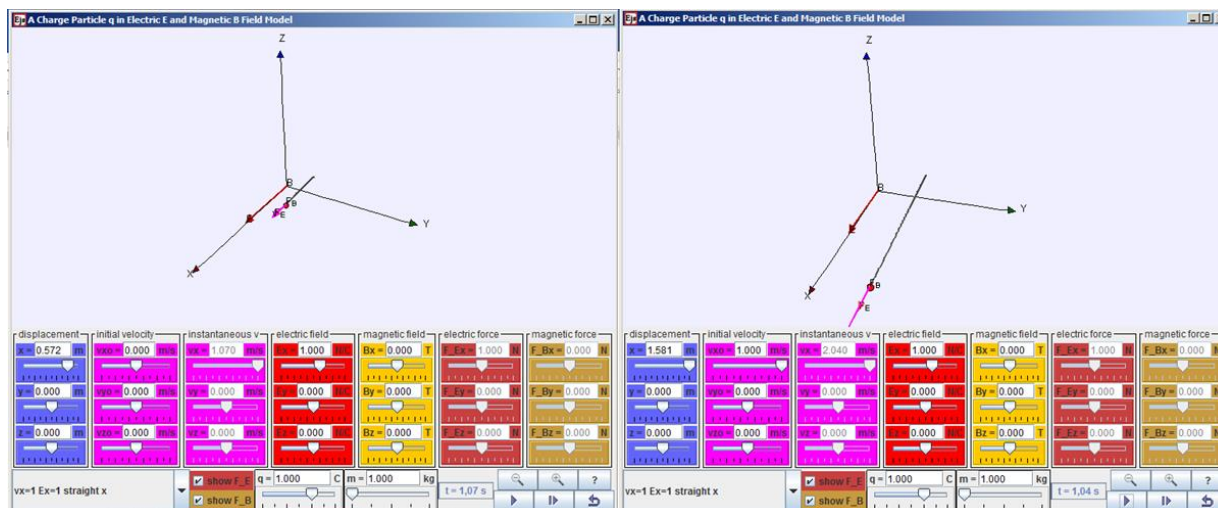 A Charge Particle q in Electric E and Magnetic B Field Model
Z
B
Y
X
E
B
displacement initial velocity instantaneous v electric field magnetic field electric force magnetic force
x = 0.572 m vxo = 0.000 m/s vx = 1.070 m/s Ex = 1.000 N/C Bx = 0.000 T F_Ex = 1.000 N F_Bx = 0.000 N
y = 0.000 m vyo = 0.000 m/s vy = 0.000 m/s Ey = 0.000 N/C By = 0.000 T F_Ey = 0.000 N F_By = 0.000 N
z = 0.000 m vzo = 0.000 m/s vz = 0.000 m/s Ez = 0.000 N/C Bz = 0.000 T F_Ez = 0.000 N F_Bz = 0.000 N
vx=1 Ex=1 straight x
show F_E
show F_B
q = 1.000 C m = 1.000 kg
t = 1,07 s
?
A Charge Particle q in Electric E and Magnetic B Field Model
Z
B
Y
X
B
E
displacement initial velocity instantaneous v electric field magnetic field electric force magnetic force
x = 1.581 m vxo = 1.000 m/s vx = 2.040 m/s Ex = 1.000 N/C Bx = 0.000 T F_Ex = 1.000 N F_Bx = 0.000 N
y = 0.000 m vyo = 0.000 m/s vy = 0.000 m/s Ey = 0.000 N/C By = 0.000 T F_Ey = 0.000 N F_By = 0.000 N
z = 0.000 m vzo = 0.000 m/s vz = 0.000 m/s Ez = 0.000 N/C Bz = 0.000 T F_Ez = 0.000 N F_Bz = 0.000 N
vx=1 Ex=1 straight x
show F_E
show F_B
q = 1.000 C m = 1.000 kg
t = 1,04 s
?